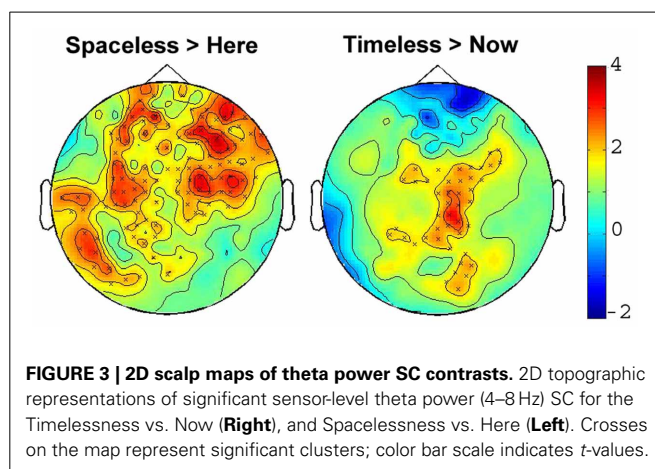 Spaceless > Here
Timeless > Now
4
2
0
-2
FIGURE 3 | 2D scalp maps of theta power SC contrasts. 2D topographic
representations of significant sensor-level theta power (4–8 Hz) SC for the
Timelessness vs. Now (Right), and Spacelessness vs. Here (Left). Crosses
on the map represent significant clusters; color bar scale indicates t-values.